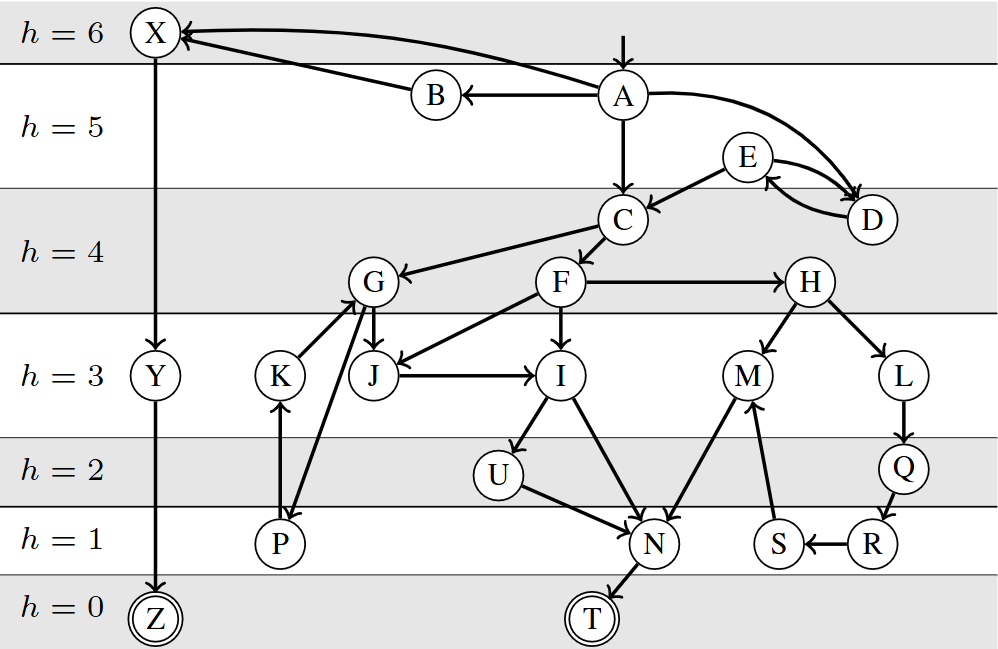 h = 6 X
B A
h = 5
E
C D
h = 4
G F H
h = 3 Y K J I M L
h = 2 U Q
h = 1 P N S R
h = 0 Z T